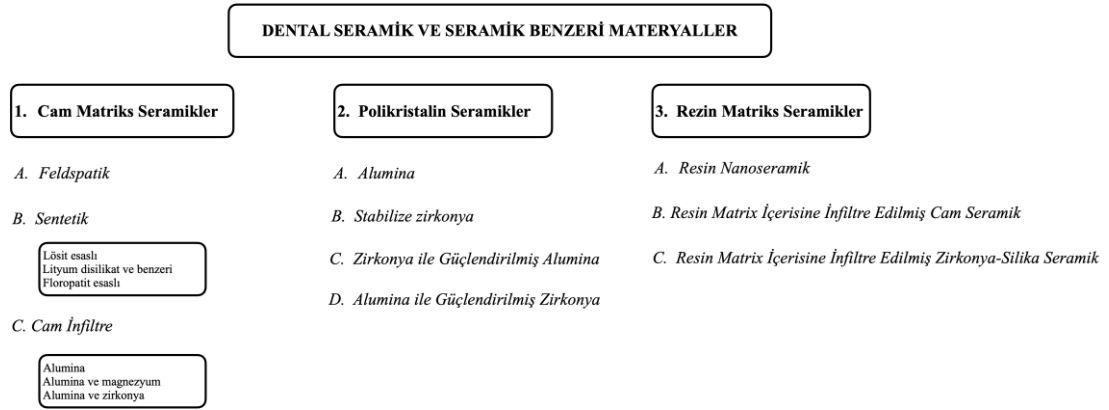 DENTAL SERAMİK VE SERAMİK BENZERİ MATERYALLER
1. Cam Matriks Seramikler
A. Feldspatik
B. Sentetik
Lösit esaslı
Lityum disilikat ve benzeri
Floropatit esaslı
C. Cam İnfiltre
Alumina
Alumina ve magnezyum
Alumina ve zirkonya
2. Polikristalin Seramikler
A. Alumina
B. Stabilize zirkonya
C. Zirkonya ile Güçlendirilmiş Alumina
D. Alumina ile Güçlendirilmiş Zirkonya
3. Rezin Matriks Seramikler
A. Resin Nanoseramik
B. Resin Matrix İçerisine İnfiltre Edilmiş Cam Seramik
C. Resin Matrix İçerisine İnfiltre Edilmiş Zirkonya-Silika Seramik